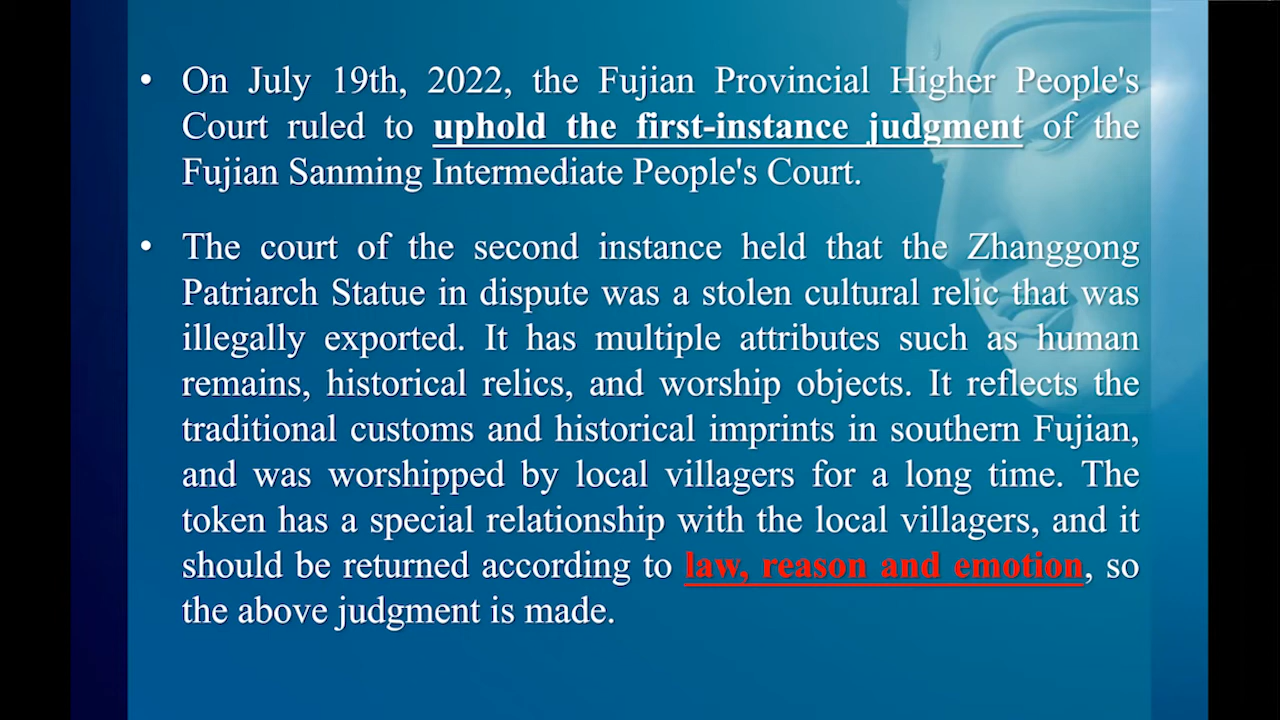 • On July 19th, 2022, the Fujian Provincial Higher People's
Court ruled to uphold the first-instance judgment of the
Fujian Sanming Intermediate People's Court.
• The court of the second instance held that the Zhanggong
Patriarch Statue in dispute was a stolen cultural relic that was
illegally exported. It has multiple attributes such as human
remains, historical relics, and worship objects. It reflects the
traditional customs and historical imprints in southern Fujian,
and was worshipped by local villagers for a long time. The
token has a special relationship with the local villagers, and it
should be returned according to law, reason and emotion, so
the above judgment is made.